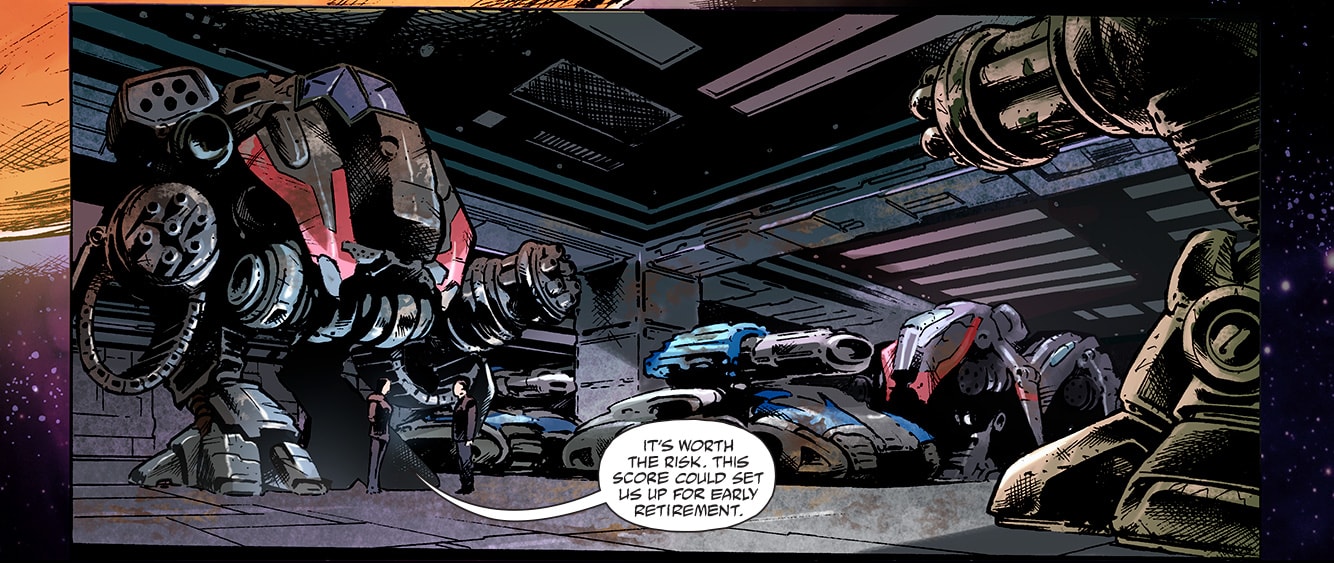 IT'S WORTH
THE RISK. THIS
SCORE COULD SET
US UP FOR EARLY
RETIREMENT.